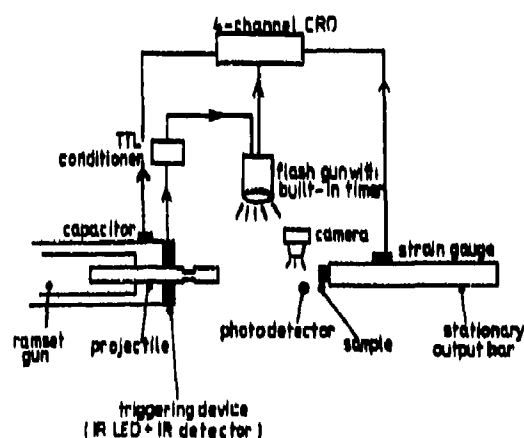 4-channel CRO
TTL
conditioner
flash gun with
built-in timer
capacitor
camera
strain gauge
ramset
gun
projectile
photodetector
sample
stationary
output bar
triggering device
(IR LED + IR detector)